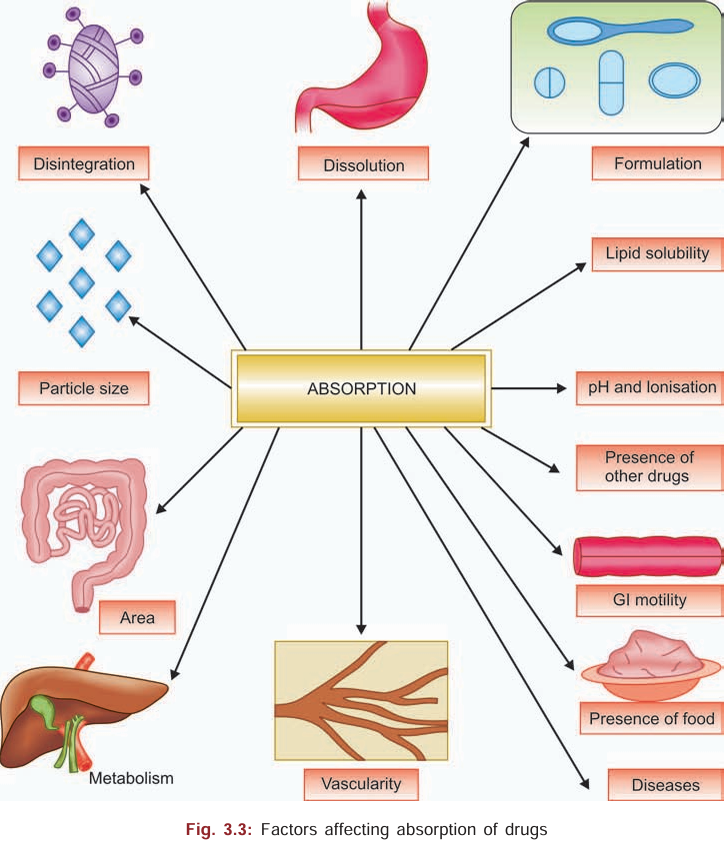 Disintegration
Dissolution
Formulation
Lipid solubility
Particle size
ABSORPTION
pH and Ionisation
Presence of
other drugs
GI motility
Area
Presence of food
Metabolism
Vascularity
Diseases
Fig. 3.3: Factors affecting absorption of drugs